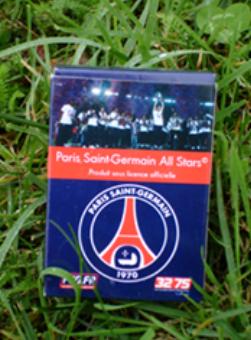 Paris, Saint-Germain All Stars©
Produit sous licence officielle
PARIS SAINT-GERMAIN
1970
3275